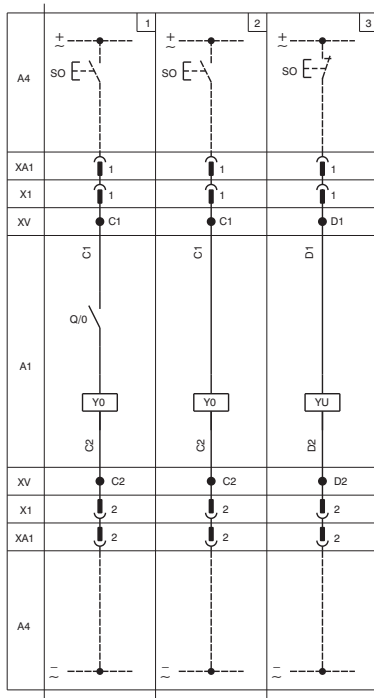 1 2 3
+ + +
~ ~ ~
A4 SO SO SO
XA1 1 1 1
X1 1 1 1
XV C1 C1 D1
C1 C1 D1
Q/0
A1
Y0 Y0 YU
C2 C2 D2
XV C2 C2 D2
X1 2 2 2
XA1 2 2 2
A4
– – –
~ ~ ~